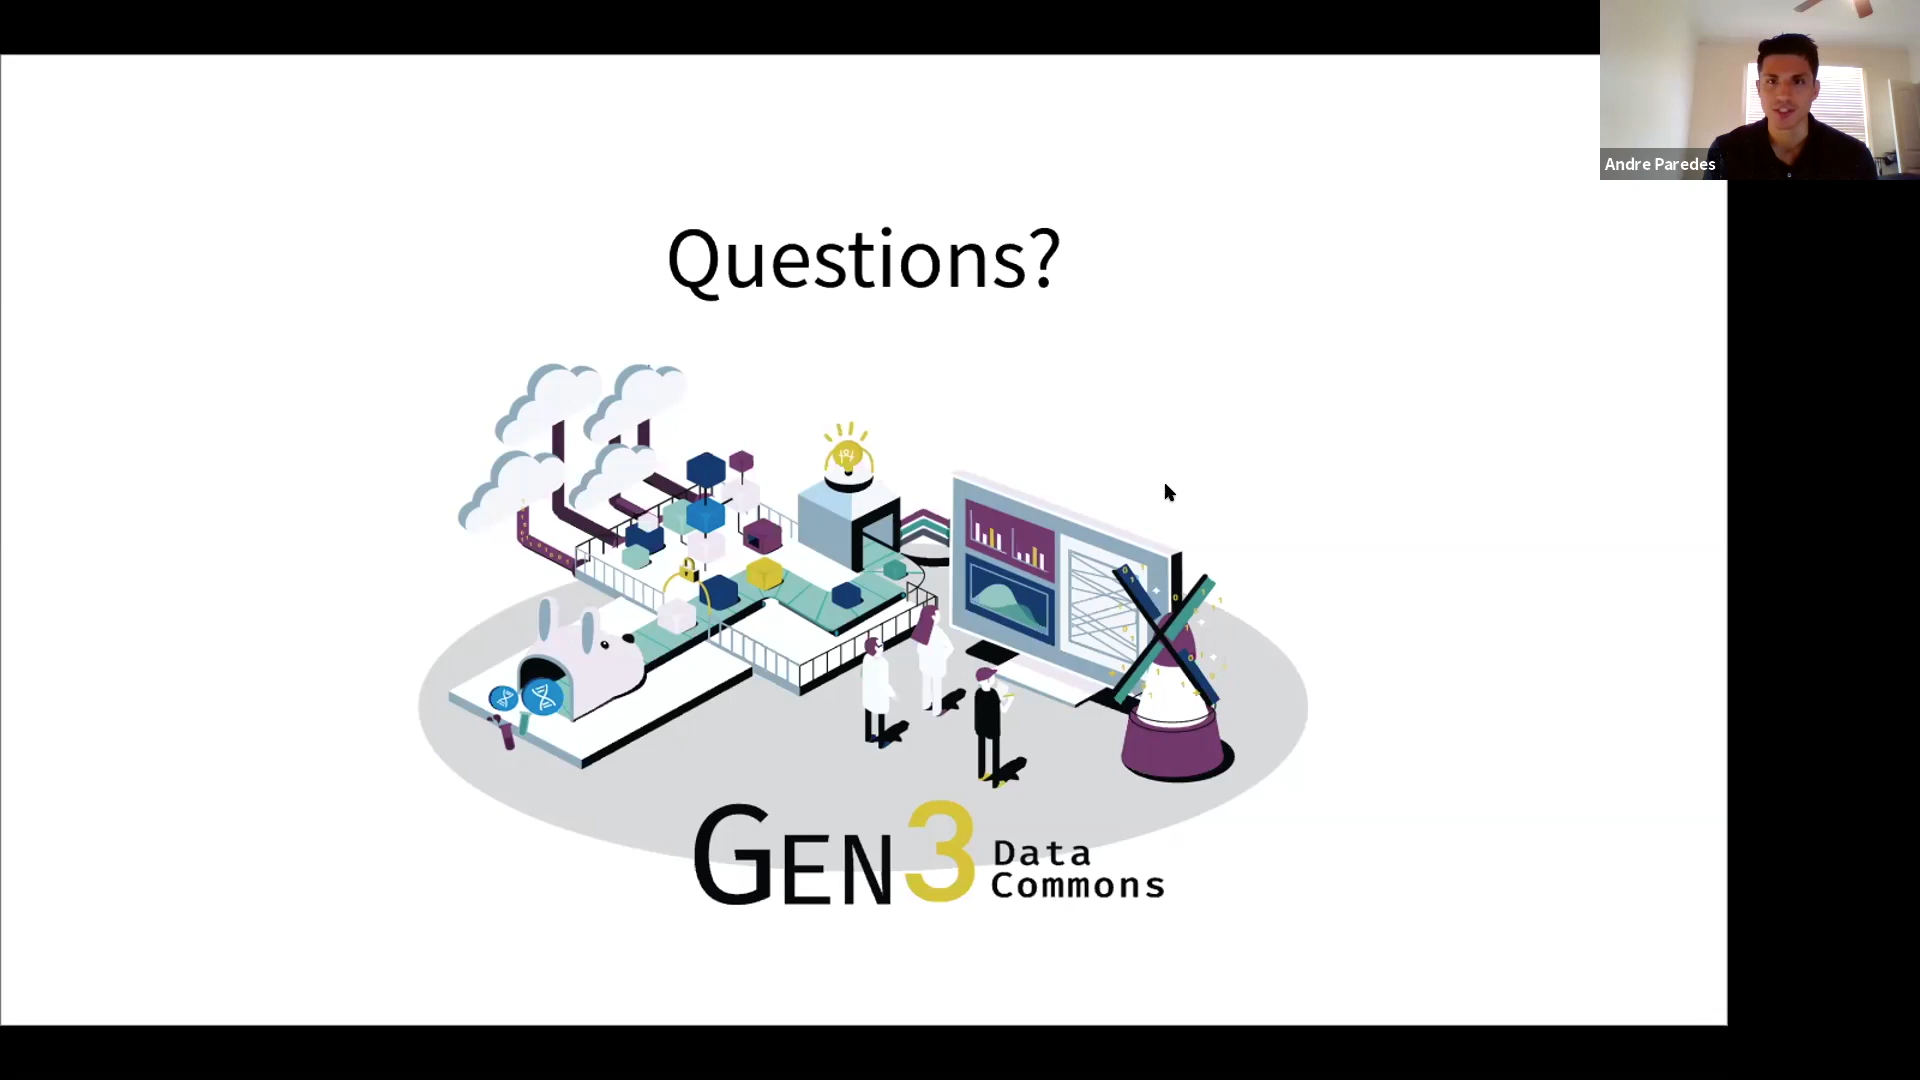 Andre Paredes
Questions?
GEN3 Data
Commons